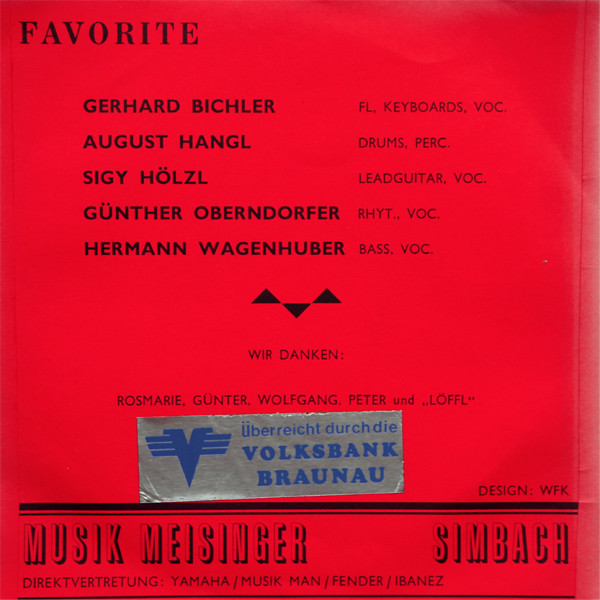 FAVORITE
GERHARD BICHLER FL, KEYBOARDS, VOC.
AUGUST HANGL DRUMS, PERC.
SIGY HÖLZL LEADGUITAR, VOC.
GÜNTHER OBERNDORFER RHYT., VOC.
HERMANN WAGENHUBER BASS, VOC.
WIR DANKEN:
ROSMARIE, GÜNTER, WOLFGANG, PETER und „LÖFFL“
Überreicht durch die
VOLKSBANK
BRAUNAU
DESIGN: WFK
MUSIK MEISINGER SIMBACH
DIREKTVERTRETUNG: YAMAHA/MUSIK MAN/FENDER/IBANEZ